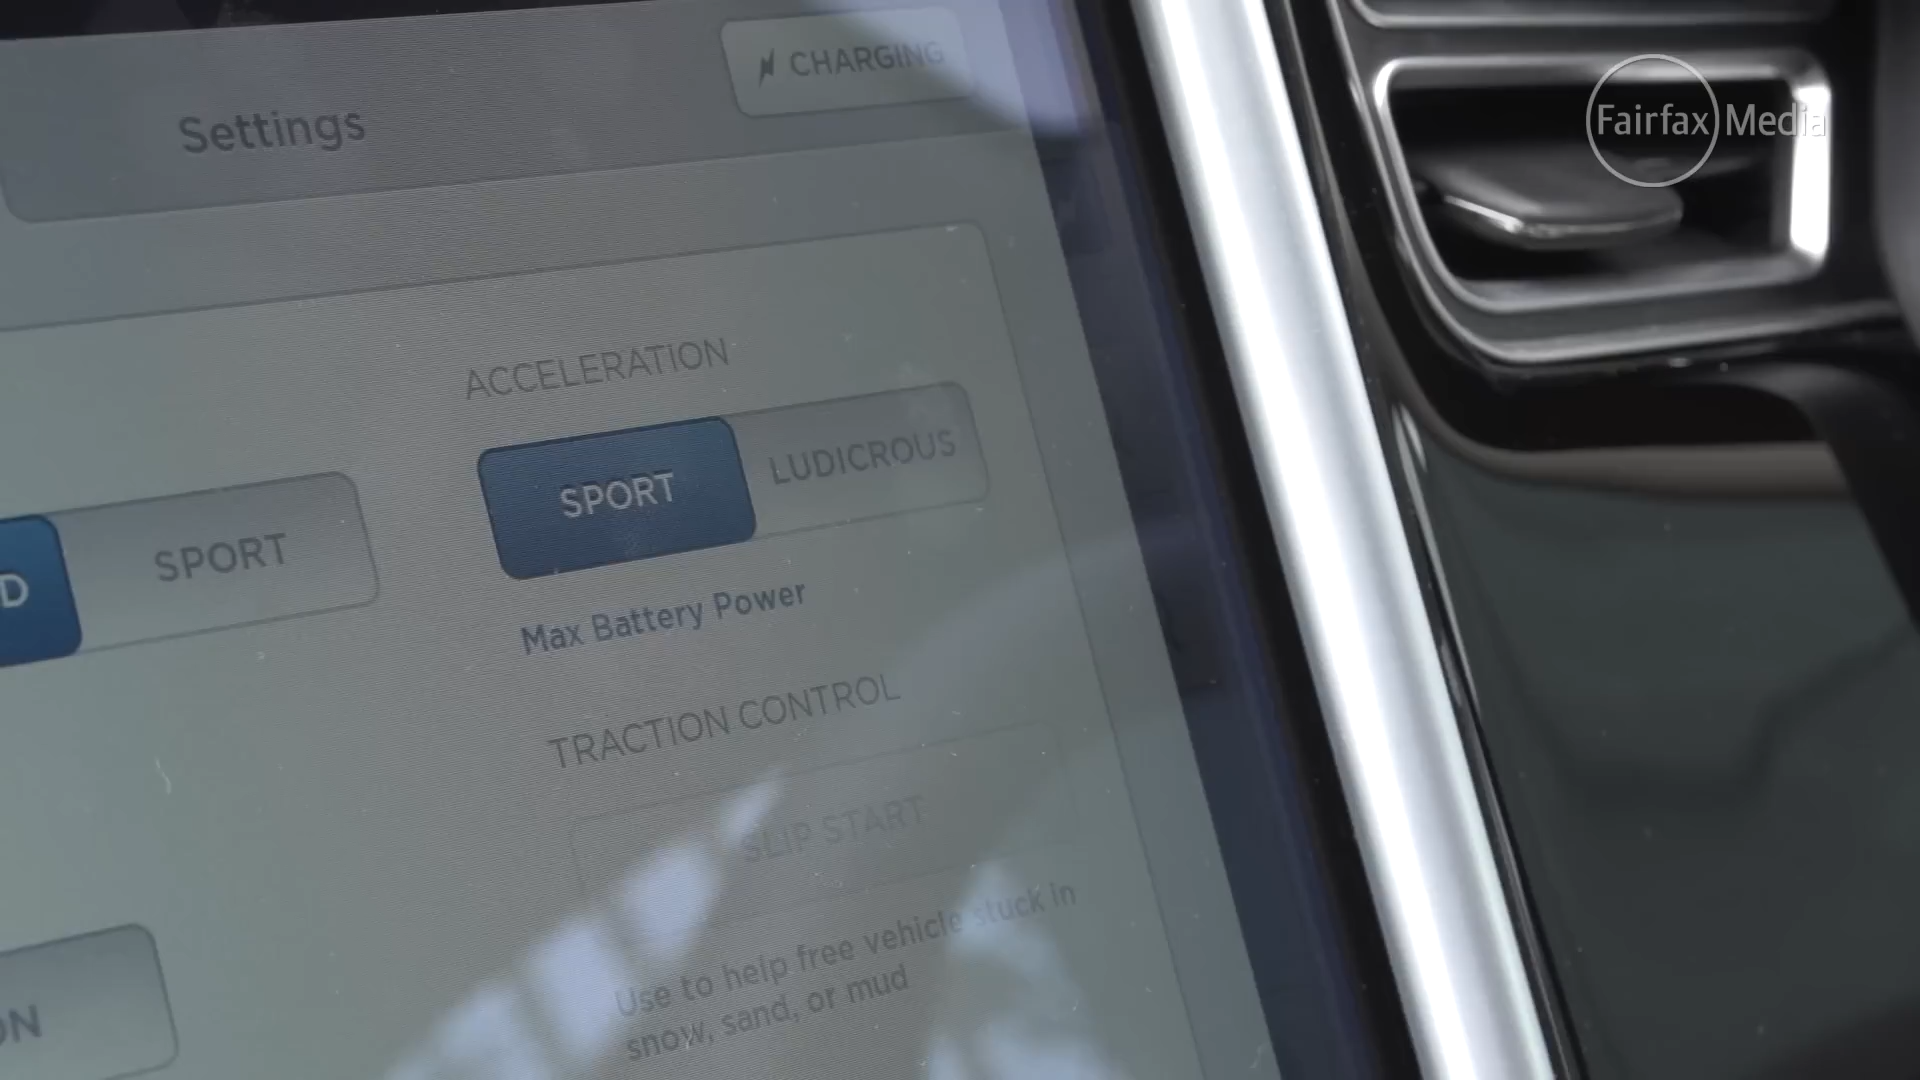 CHARGING
Fairfax Media
Settings
ACCELERATION
SPORT LUDICROUS
D SPORT
Max Battery Power
TRACTION CONTROL
SLIP START
Use to help free vehicle stuck in
snow, sand, or mud
ON